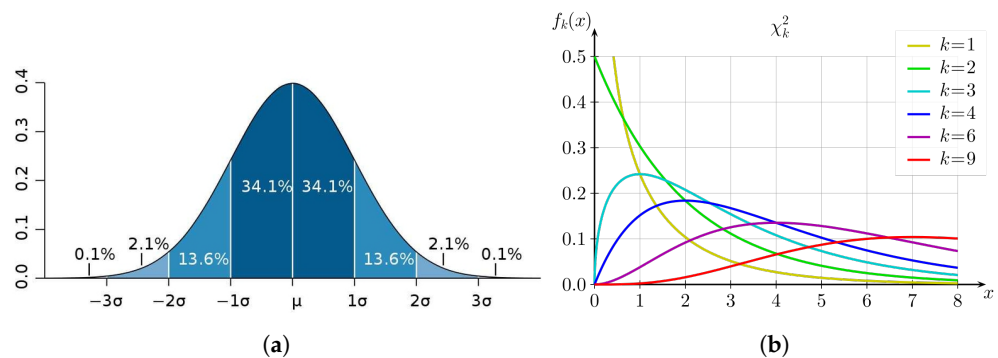 0.4
0.3
0.2
0.1
0.0
34.1% 34.1%
0.1% 2.1% 13.6% 13.6% 2.1% 0.1%
−3σ −2σ −1σ μ 1σ 2σ 3σ
(a)
fₖ(x)
χ²ₖ
0.5
0.4
0.3
0.2
0.1
0.0
k=1
k=2
k=3
k=4
k=6
k=9
0 1 2 3 4 5 6 7 8 x
(b)